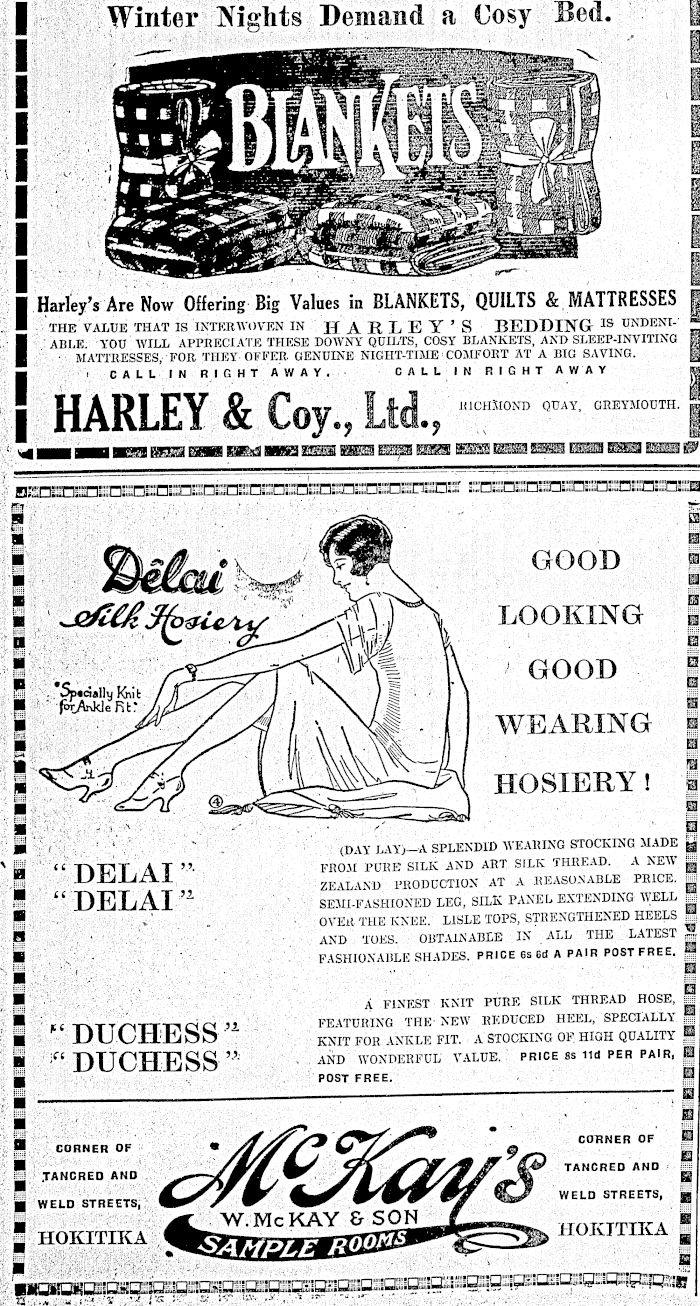 Winter Nights Demand a Cosy Bed.
BLANKETS
Harley's Are Now Offering Big Values in BLANKETS, QUILTS & MATTRESSES
THE VALUE THAT IS INTERWOVEN IN HARLEY'S BEDDING IS UNDENI-
ABLE. YOU WILL APPRECIATE THESE DOWNY QUILTS, COSY BLANKETS, AND SLEEP-INVITING
MATTRESSES, FOR THEY OFFER GENUINE NIGHT-TIME COMFORT AT A BIG SAVING.
CALL IN RIGHT AWAY. CALL IN RIGHT AWAY
HARLEY & Coy., Ltd., RICHMOND QUAY, GREYMOUTH.
Dêlai
Silk Hosiery
"Specially Knit
for Ankle Fit."
4
GOOD
LOOKING
GOOD
WEARING
HOSIERY!
"DELAI"
"DELAI"
(DAY LAY)—A SPLENDID WEARING STOCKING MADE
FROM PURE SILK AND ART SILK THREAD. A NEW
ZEALAND PRODUCTION AT A REASONABLE PRICE.
SEMI-FASHIONED LEG, SILK PANEL EXTENDING WELL
OVER THE KNEE. LISLE TOPS, STRENGTHENED HEELS
AND TOES. OBTAINABLE IN ALL THE LATEST
FASHIONABLE SHADES. PRICE 6s 6d A PAIR POST FREE.
"DUCHESS"
"DUCHESS"
A FINEST KNIT PURE SILK THREAD HOSE,
FEATURING THE NEW REDUCED HEEL, SPECIALLY
KNIT FOR ANKLE FIT. A STOCKING OF HIGH QUALITY
AND WONDERFUL VALUE. PRICE 8s 11d PER PAIR,
POST FREE.
CORNER OF
TANCRED AND
WELD STREETS,
HOKITIKA
McKay's
W. McKAY & SON
SAMPLE ROOMS
CORNER OF
TANCRED AND
WELD STREETS,
HOKITIKA